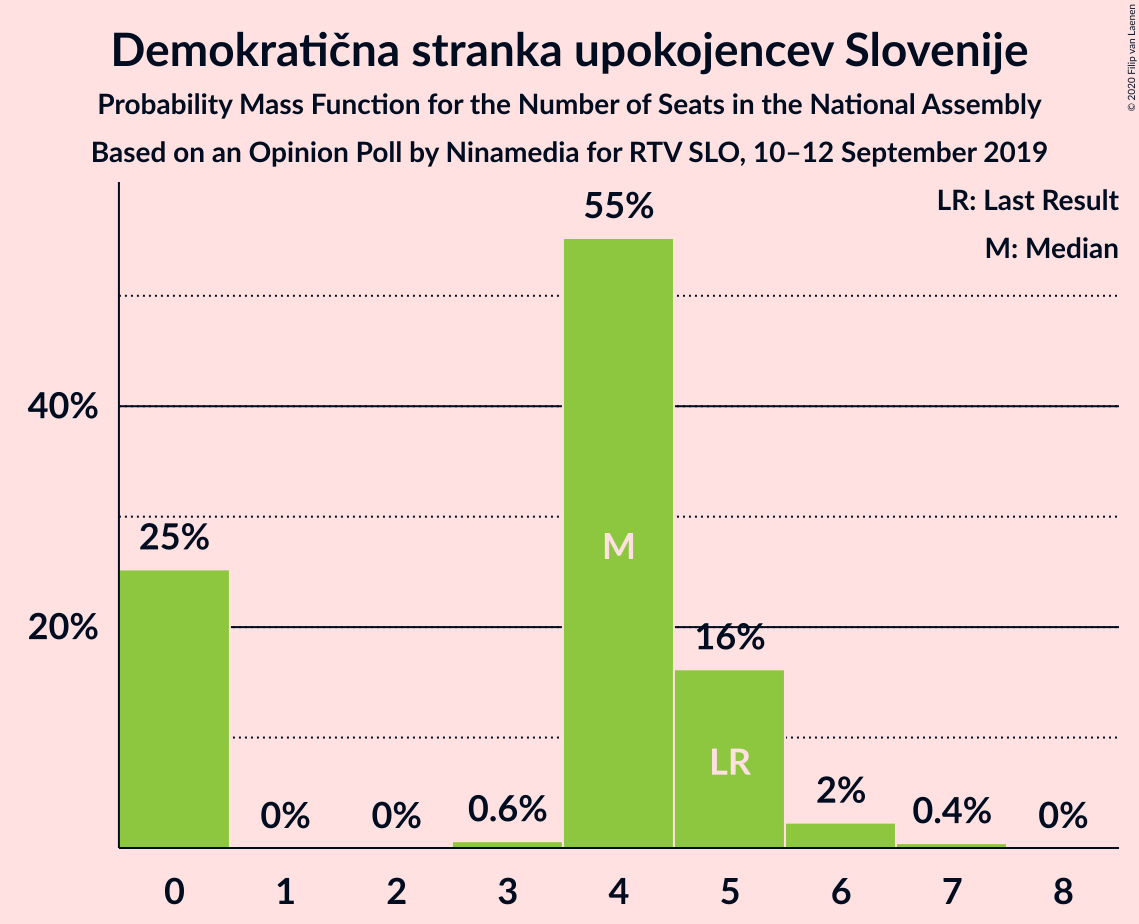 Demokratična stranka upokojencev Slovenije
Probability Mass Function for the Number of Seats in the National Assembly
Based on an Opinion Poll by Ninamedia for RTV SLO, 10–12 September 2019
© 2020 Filip van Laenen
LR: Last Result
M: Median
40%
20%
25%
0%
0%
0.6%
55%
16%
2%
0.4%
0%
M
LR
0 1 2 3 4 5 6 7 8